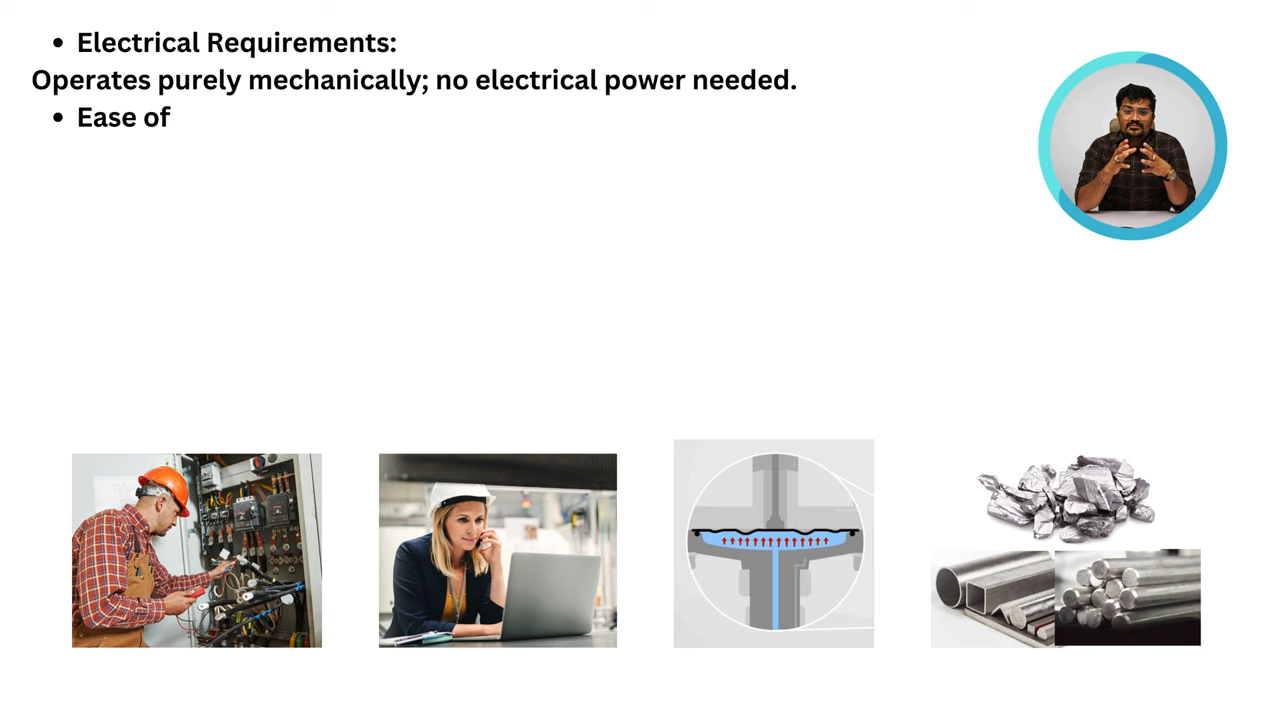 • Electrical Requirements:
Operates purely mechanically; no electrical power needed.
• Ease of